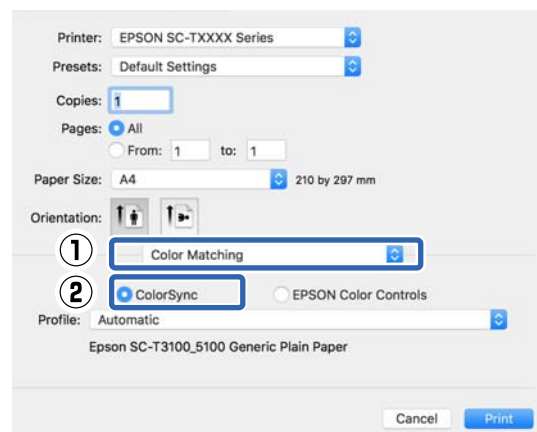 Printer: EPSON SC-TXXXX Series
Presets: Default Settings
Copies: 1
Pages: All
From: 1 to: 1
Paper Size: A4 210 by 297 mm
Orientation:
① Color Matching
② ColorSync EPSON Color Controls
Profile: Automatic
Epson SC-T3100_5100 Generic Plain Paper
Cancel Print